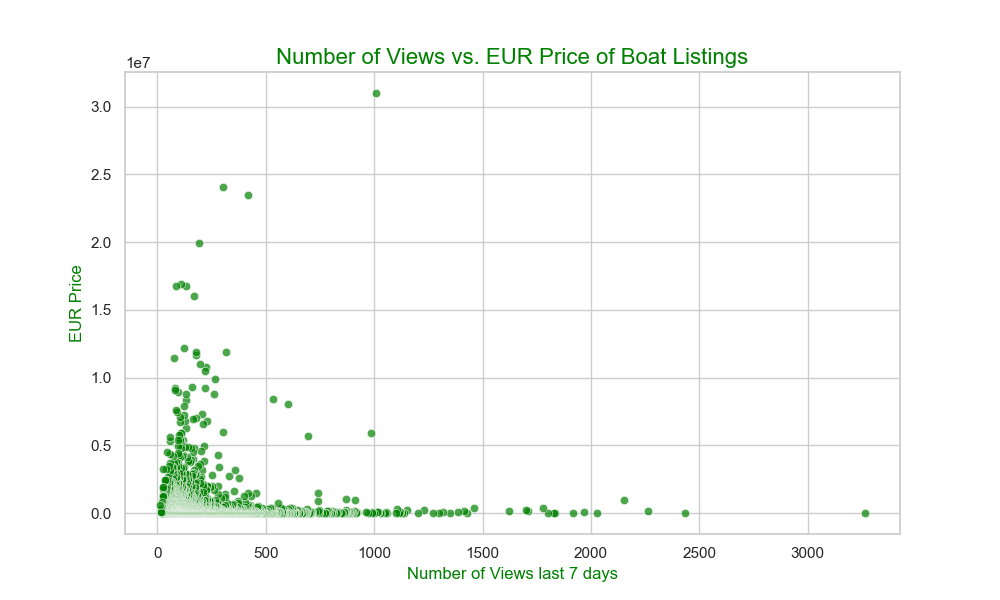 Number of Views vs. EUR Price of Boat Listings
1e7
3.0
2.5
2.0
1.5
1.0
0.5
0.0
EUR Price
0 500 1000 1500 2000 2500 3000
Number of Views last 7 days